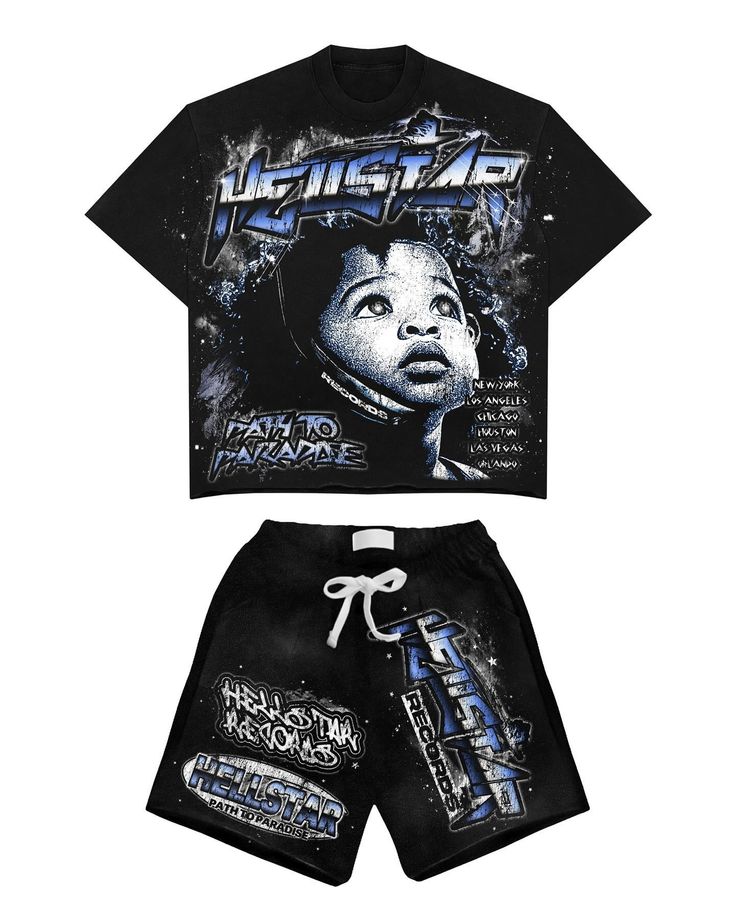 HELLSTAR
RECORDS
PATH TO
PARADISE
NEW YORK
LOS ANGELES
CHICAGO
HOUSTON
LAS VEGAS
ORLANDO
HELLSTAR
RECORDS
HELLSTAR
PATH TO PARADISE
HELLSTAR
RECORDS